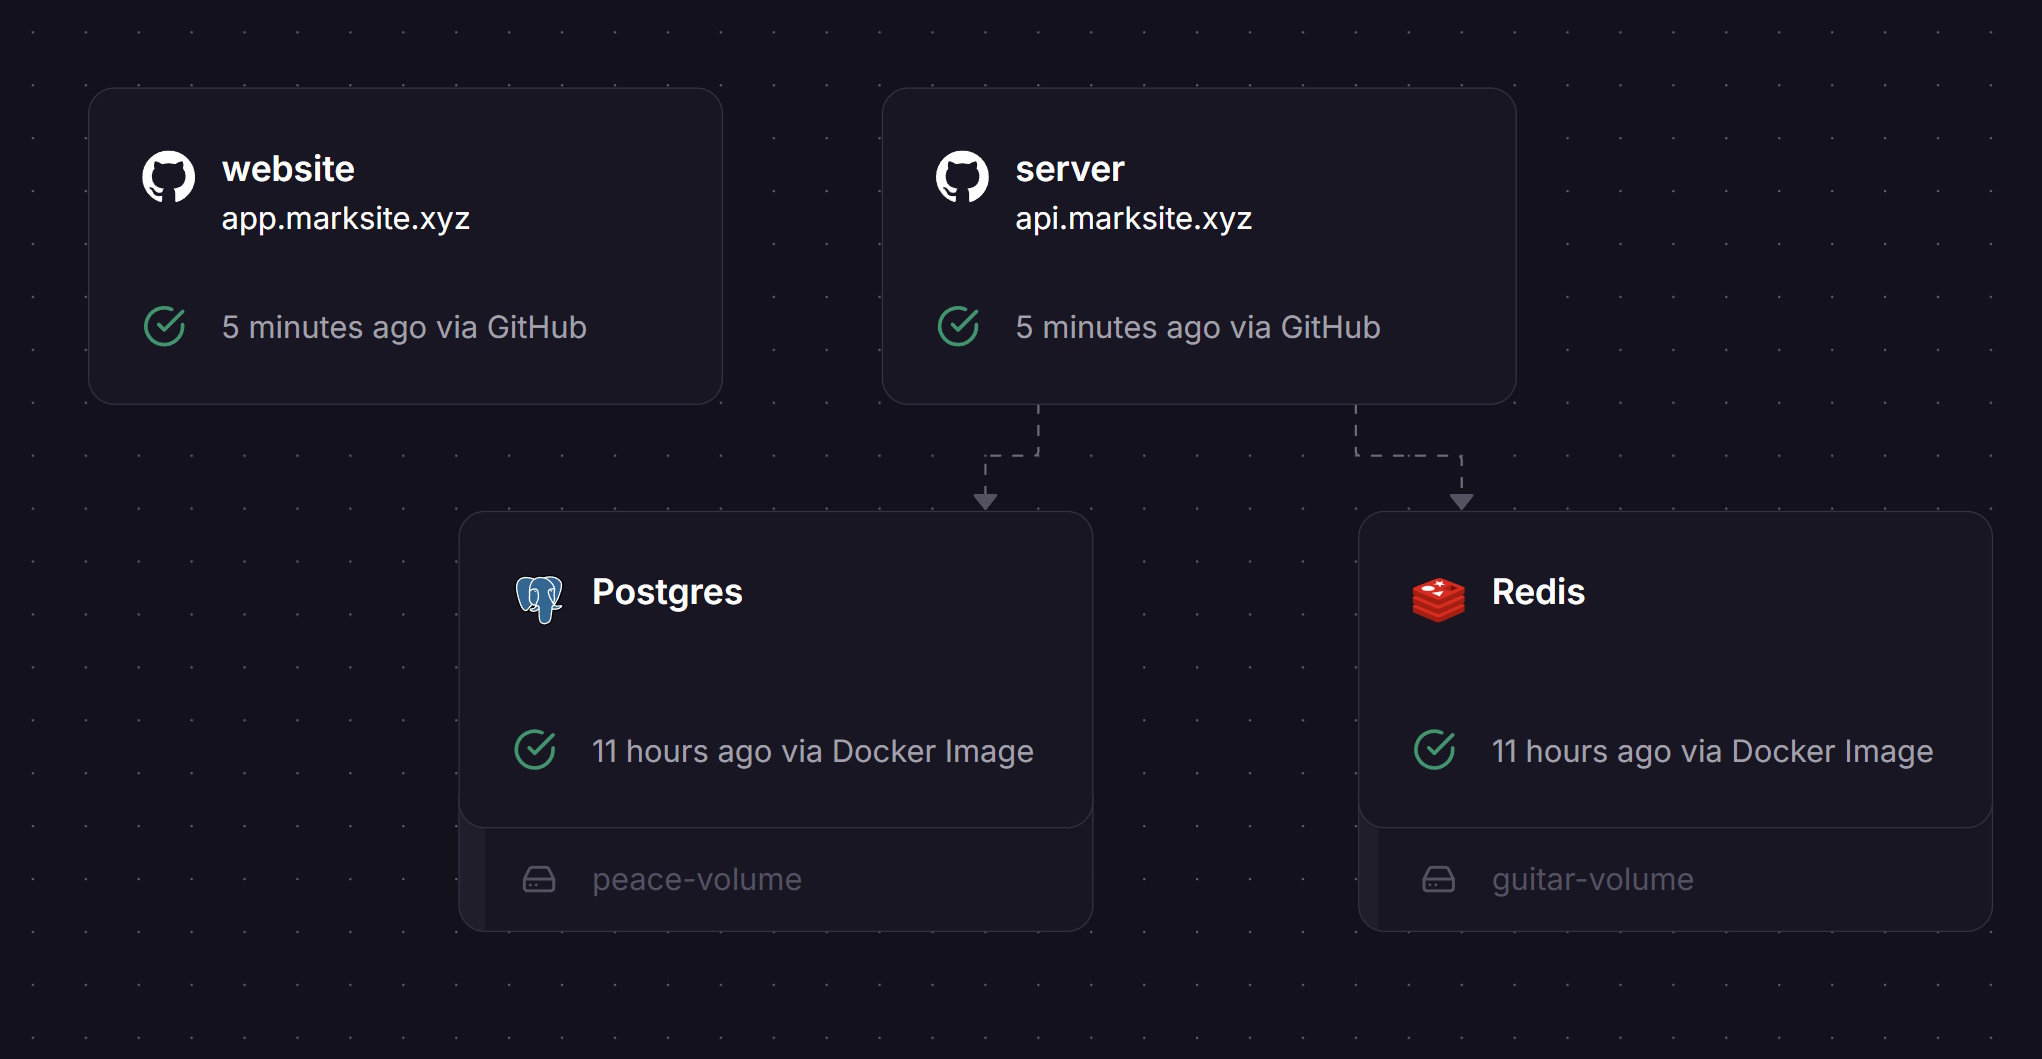 website
app.marksite.xyz
5 minutes ago via GitHub
server
api.marksite.xyz
5 minutes ago via GitHub
Postgres
11 hours ago via Docker Image
peace-volume
Redis
11 hours ago via Docker Image
guitar-volume